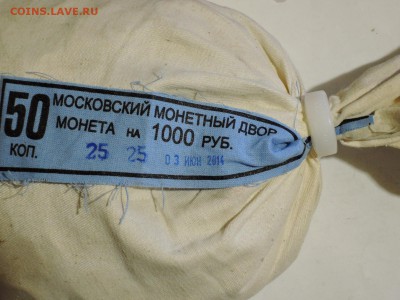 COINS.LAVE.RU
50 КОП.
МОСКОВСКИЙ МОНЕТНЫЙ ДВОР
МОНЕТА НА 1000 РУБ.
25 25 03 ИЮН 2014